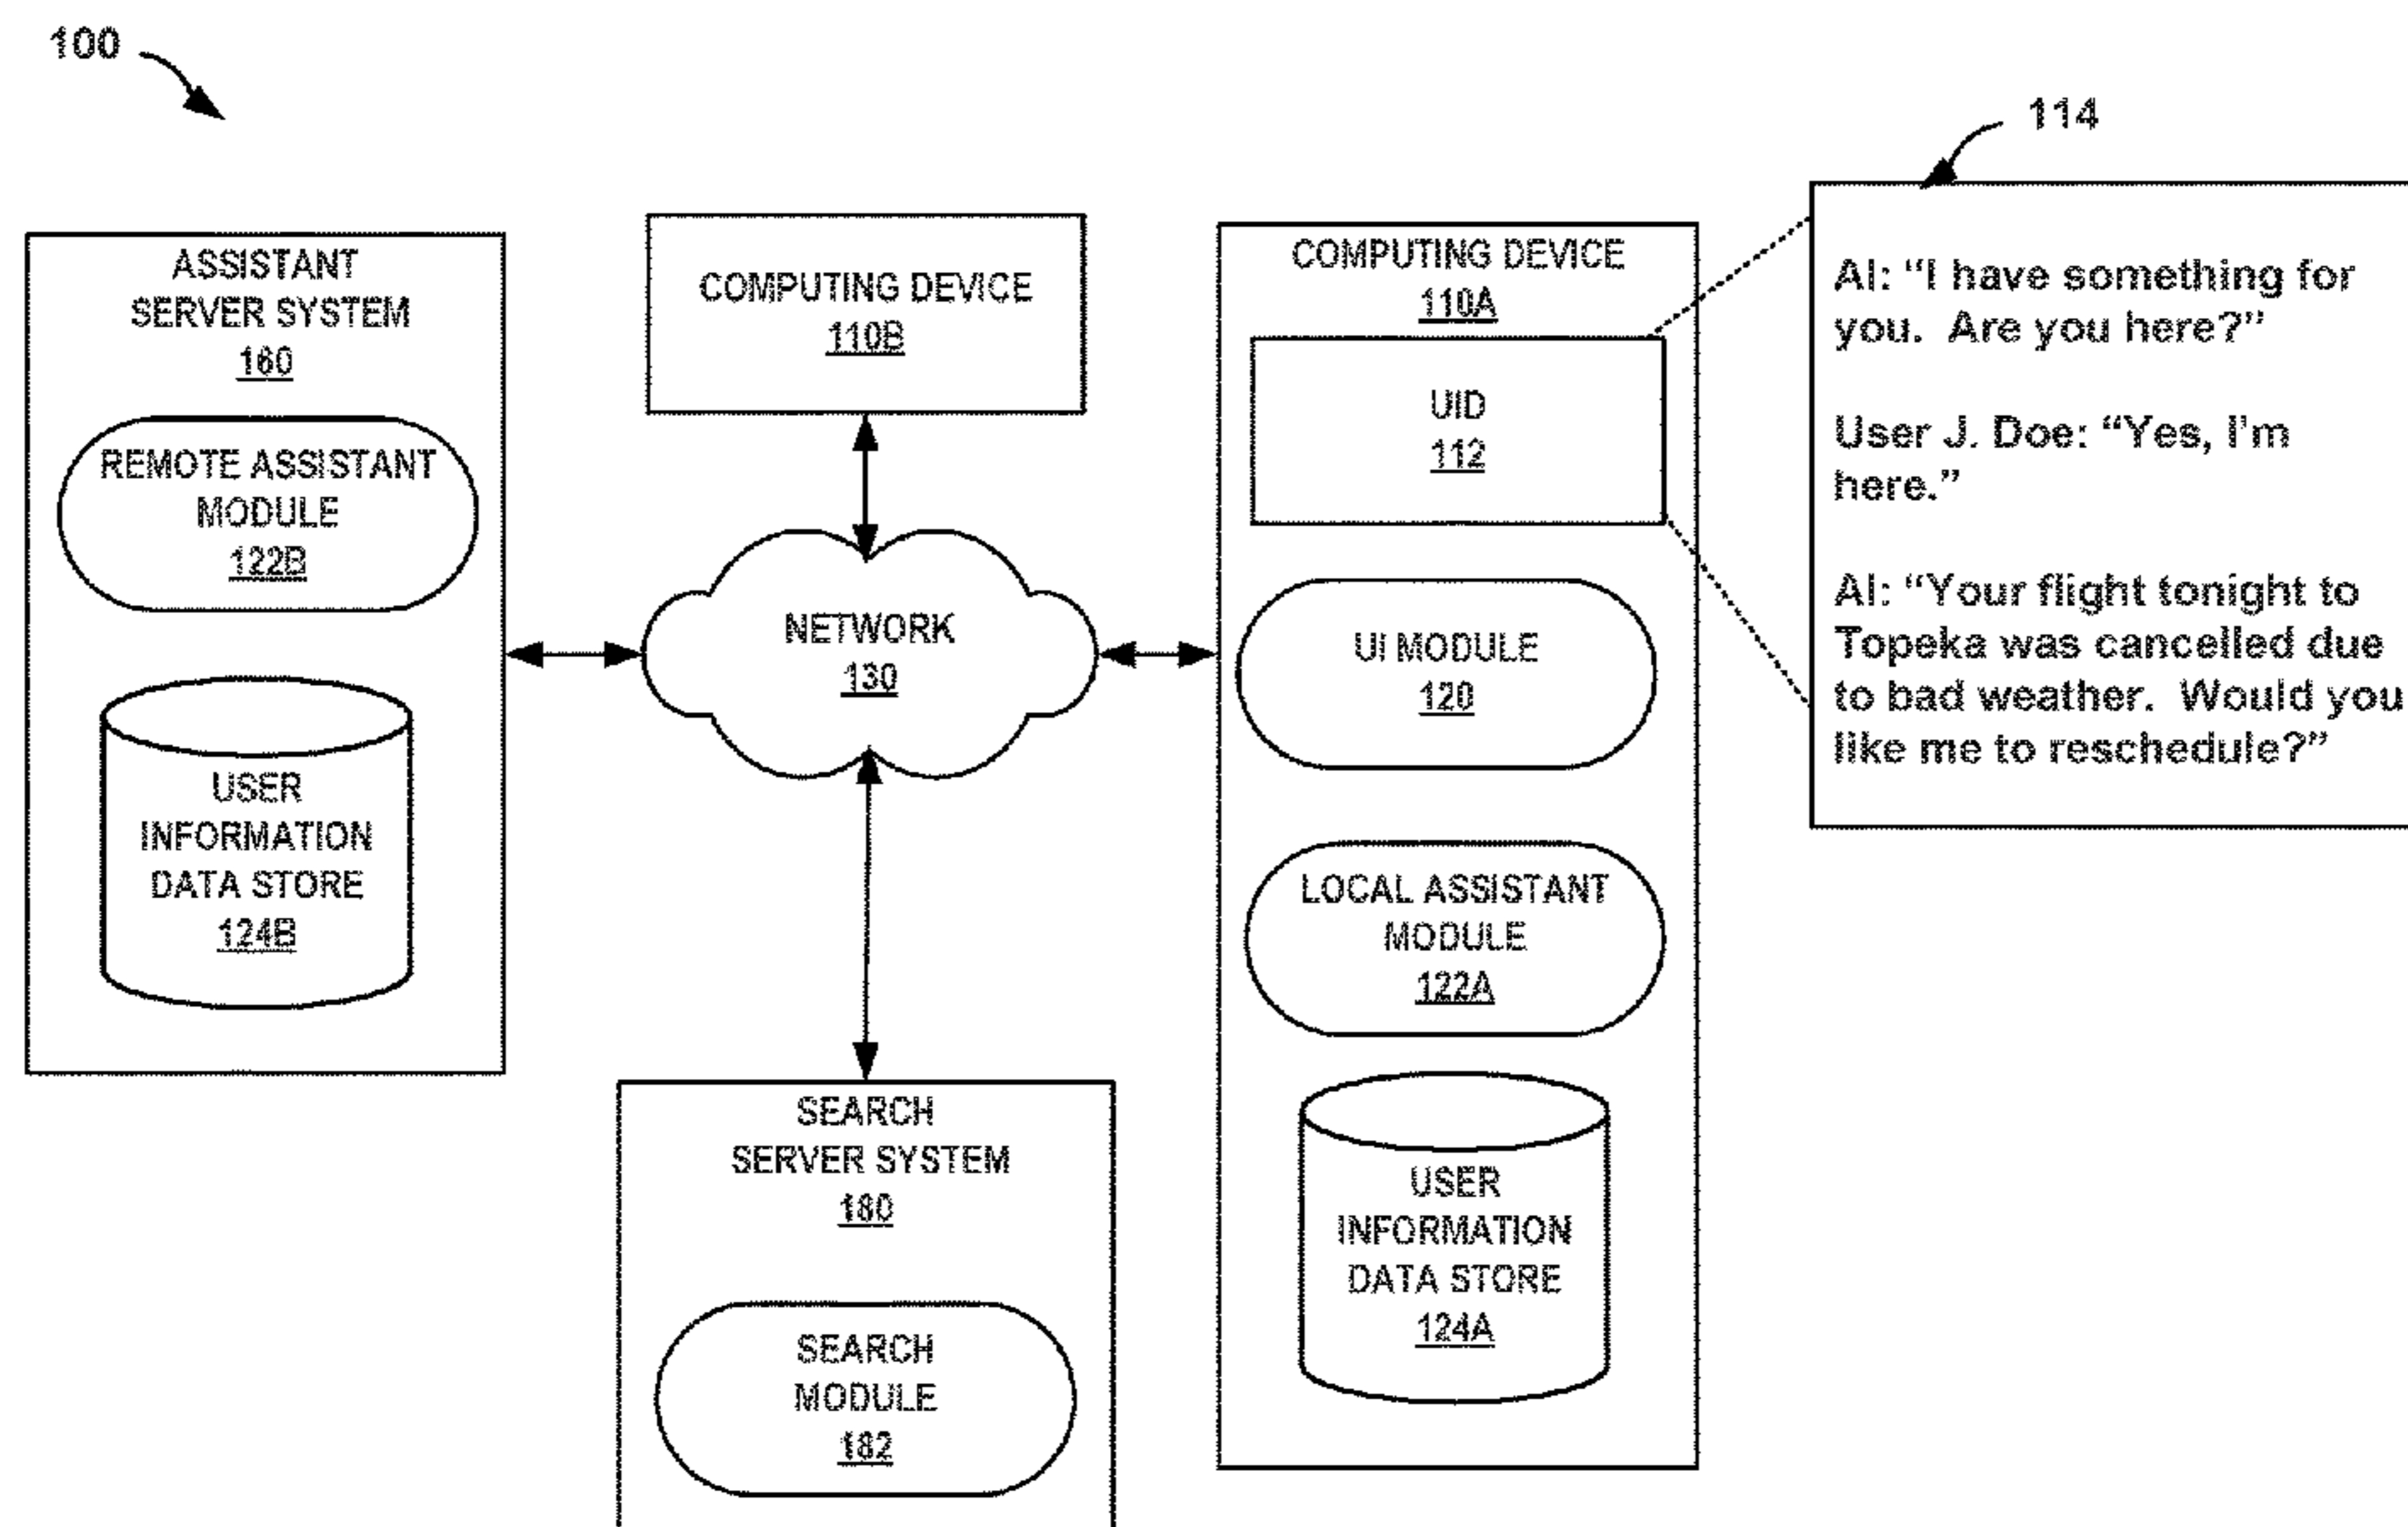 100
114
ASSISTANT
SERVER SYSTEM
160
REMOTE ASSISTANT
MODULE
122B
USER
INFORMATION
DATA STORE
124B
COMPUTING DEVICE
110B
NETWORK
130
SEARCH
SERVER SYSTEM
180
SEARCH
MODULE
182
COMPUTING DEVICE
110A
UID
112
UI MODULE
120
LOCAL ASSISTANT
MODULE
122A
USER
INFORMATION
DATA STORE
124A
AI: “I have something for
you.  Are you here?”
User J. Doe: “Yes, I’m
here.”
AI: “Your flight tonight to
Topeka was cancelled due
to bad weather.  Would you
like me to reschedule?”